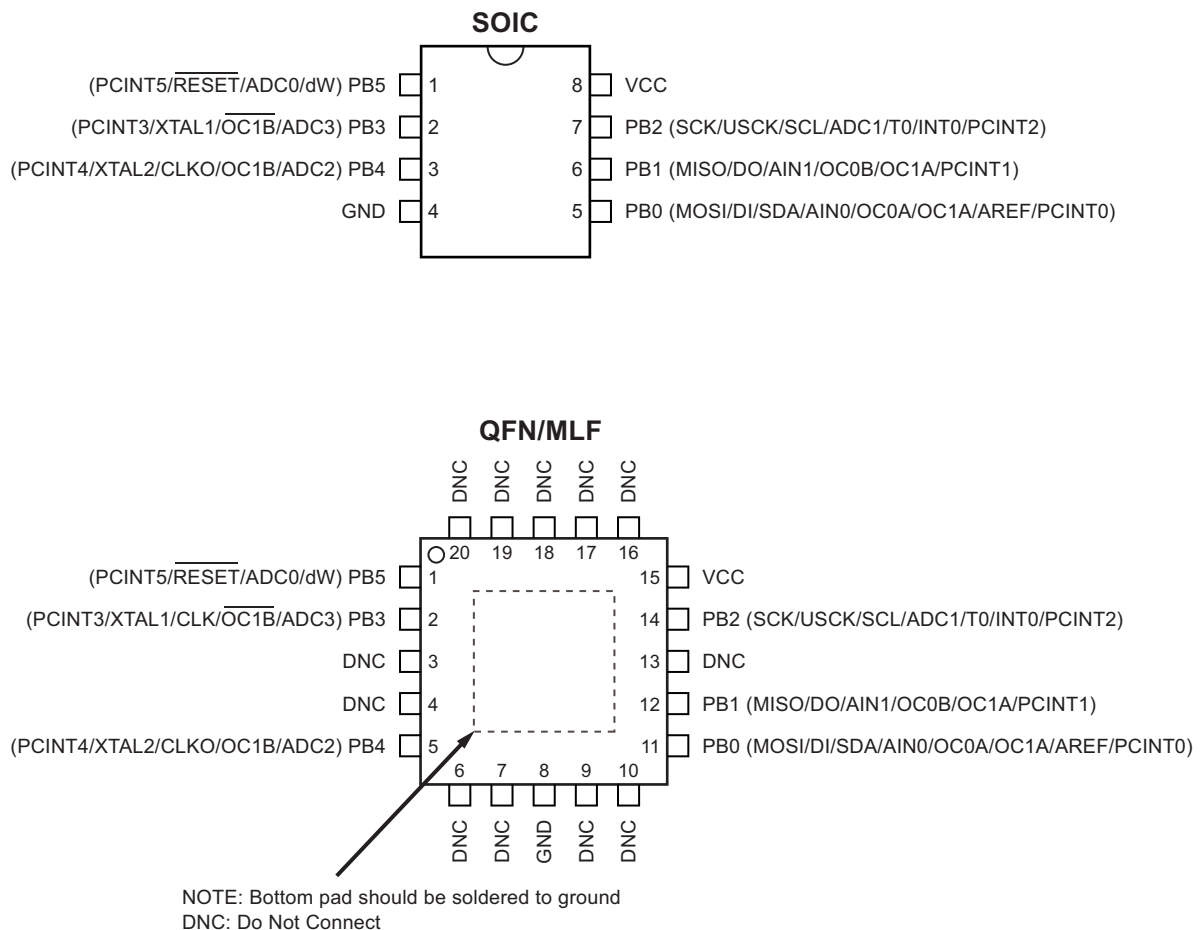 SOIC
(PCINT5/RESET/ADC0/dW) PB5 1 8 VCC
(PCINT3/XTAL1/OC1B/ADC3) PB3 2 7 PB2 (SCK/USCK/SCL/ADC1/T0/INT0/PCINT2)
(PCINT4/XTAL2/CLKO/OC1B/ADC2) PB4 3 6 PB1 (MISO/DO/AIN1/OC0B/OC1A/PCINT1)
GND 4 5 PB0 (MOSI/DI/SDA/AIN0/OC0A/OC1A/AREF/PCINT0)
QFN/MLF
DNC DNC DNC DNC DNC
20 19 18 17 16
(PCINT5/RESET/ADC0/dW) PB5 1 15 VCC
(PCINT3/XTAL1/CLK/OC1B/ADC3) PB3 2 14 PB2 (SCK/USCK/SCL/ADC1/T0/INT0/PCINT2)
DNC 3 13 DNC
DNC 4 12 PB1 (MISO/DO/AIN1/OC0B/OC1A/PCINT1)
(PCINT4/XTAL2/CLKO/OC1B/ADC2) PB4 5 11 PB0 (MOSI/DI/SDA/AIN0/OC0A/OC1A/AREF/PCINT0)
6 7 8 9 10
DNC DNC GND DNC DNC
NOTE: Bottom pad should be soldered to ground
DNC: Do Not Connect